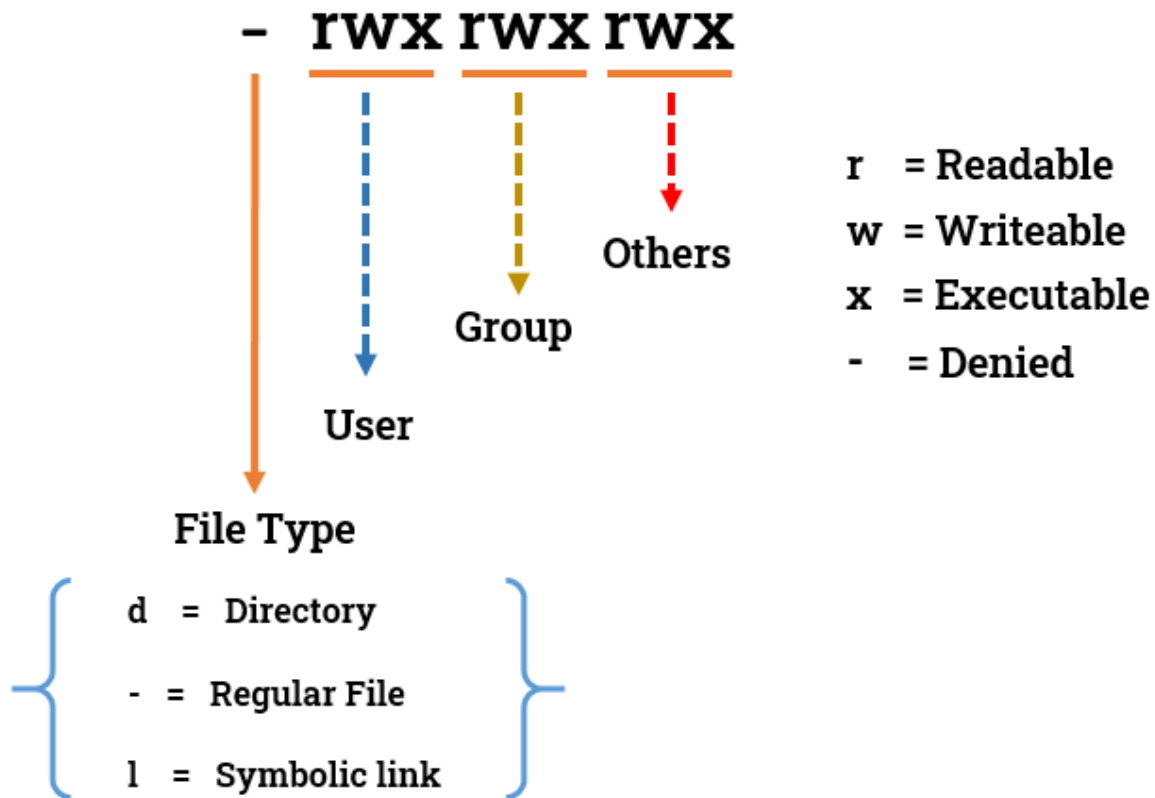 - rwx rwx rwx
r = Readable
Others
w = Writeable
x = Executable
Group
- = Denied
User
File Type
d = Directory
- = Regular File
l = Symbolic link